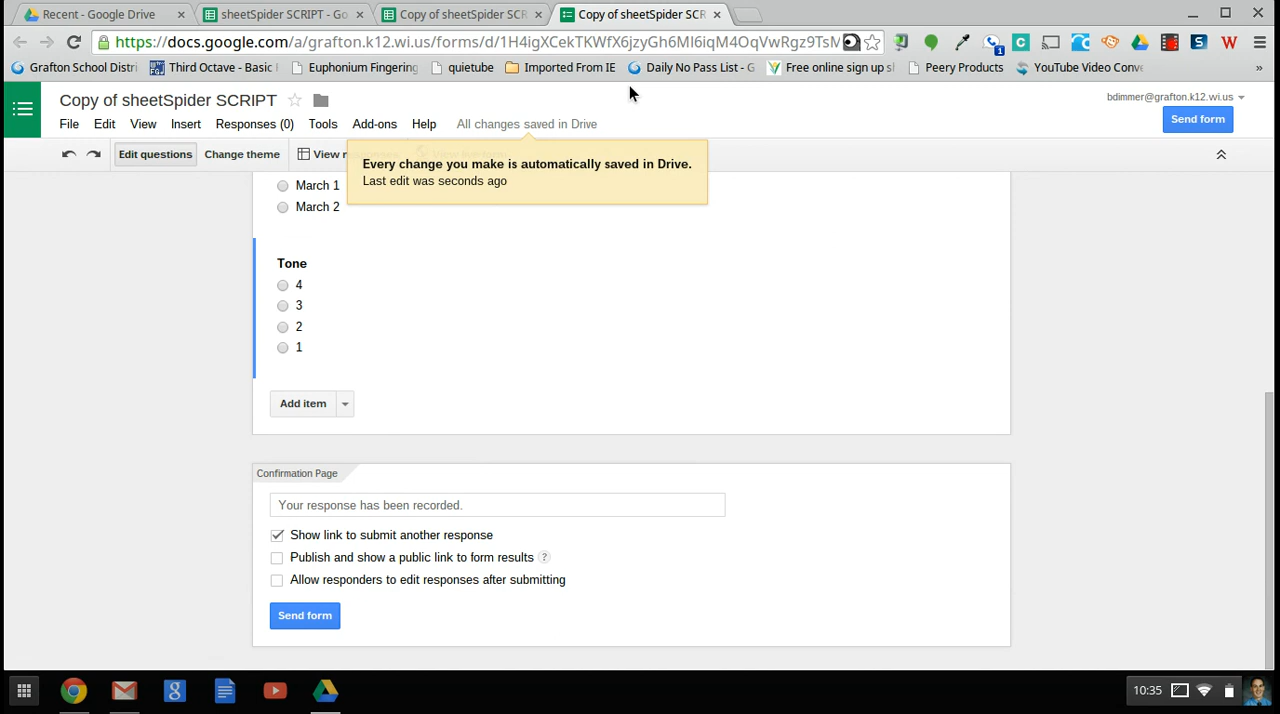 Recent - Google Drive
sheetSpider SCRIPT - Go
Copy of sheetSpider SCR
Copy of sheetSpider SCR
https://docs.google.com/a/grafton.k12.wi.us/forms/d/1H4igXCekTKWfX6jzyGh6Ml6iqM4OqVwRgz9TsM
Grafton School Distri
Third Octave - Basic
Euphonium Fingering
quietube
Imported From IE
Daily No Pass List - G
Free online sign up s
Peery Products
YouTube Video Conve
»
Copy of sheetSpider SCRIPT
bdimmer@grafton.k12.wi.us
Send form
File Edit View Insert Responses (0) Tools Add-ons Help All changes saved in Drive
Edit questions
Change theme
View
Every change you make is automatically saved in Drive.
Last edit was seconds ago
March 1
March 2
Tone
4
3
2
1
Add item
Confirmation Page
Your response has been recorded.
Show link to submit another response
Publish and show a public link to form results ?
Allow responders to edit responses after submitting
Send form
10:35